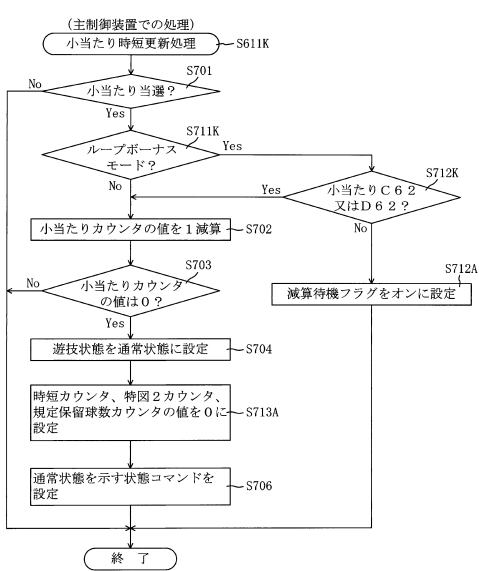 (主制御装置での処理)
小当たり時短更新処理
S611K
S701
小当たり当選？
No
Yes
S711K
ループボーナス
モード？
Yes
No
S712K
小当たりＣ６２
又はＤ６２？
Yes
No
小当たりカウンタの値を１減算
S702
S703
小当たりカウンタ
の値は０？
No
Yes
S712A
減算待機フラグをオンに設定
遊技状態を通常状態に設定
S704
時短カウンタ、特図２カウンタ、
規定保留球数カウンタの値を０に
設定
S713A
通常状態を示す状態コマンドを
設定
S706
終 了